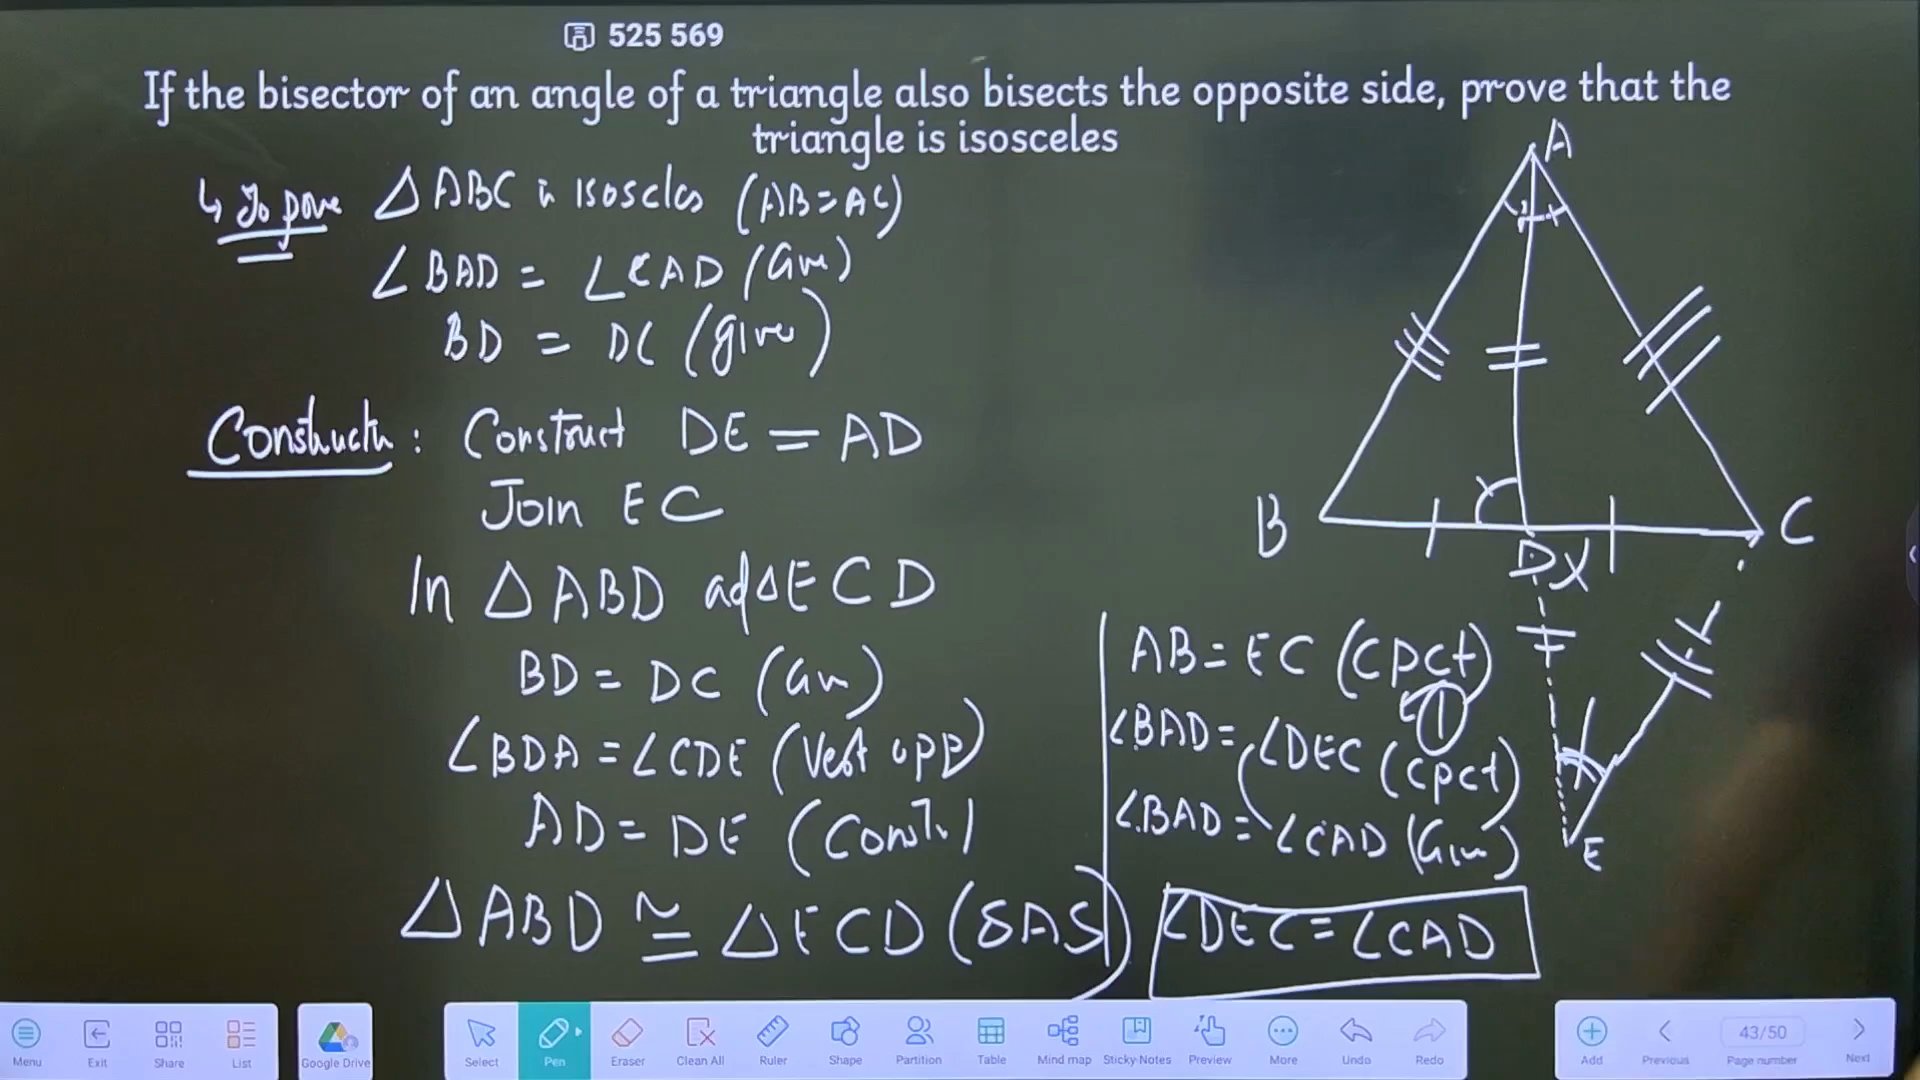 525 569
If the bisector of an angle of a triangle also bisects the opposite side, prove that the
triangle is isosceles
↳ To prove △ABC is isoscles (AB=AC)
∠BAD = ∠CAD (Given)
BD = DC (given)
Construction : Construct DE = AD
Join EC
In △ABD and △ECD
BD = DC (Given)
∠BDA = ∠CDE (Vert opp)
AD = DE (Const.)
△ABD ≅ △ECD (SAS)
AB = EC (CPCT)
①
∠BAD = ∠DEC (CPCT)
∠BAD = ∠CAD (Given)
∠DEC = ∠CAD
A
B
D
C
E
Menu
Exit
Share
List
Google Drive
Select
Pen
Eraser
Clean All
Ruler
Shape
Partition
Table
Mind map
Sticky Notes
Preview
More
Undo
Redo
Add
Previous
43/50
Page number
Next